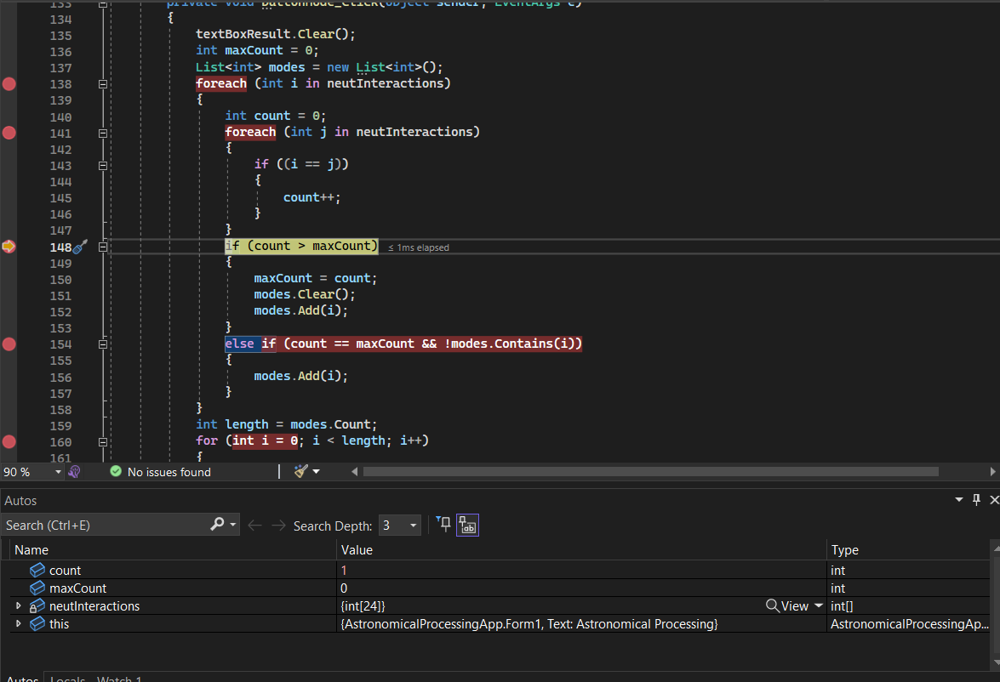 133 private void buttonMode_Click(object sender, EventArgs e)
134 {
135 textBoxResult.Clear();
136 int maxCount = 0;
137 List<int> modes = new List<int>();
138 foreach (int i in neutInteractions)
139 {
140 int count = 0;
141 foreach (int j in neutInteractions)
142 {
143 if ((i == j))
144 {
145 count++;
146 }
147 }
148 if (count > maxCount) ≤ 1ms elapsed
149 {
150 maxCount = count;
151 modes.Clear();
152 modes.Add(i);
153 }
154 else if (count == maxCount && !modes.Contains(i))
155 {
156 modes.Add(i);
157 }
158 }
159 int length = modes.Count;
160 for (int i = 0; i < length; i++)
161 {
90 % No issues found
Autos
Search (Ctrl+E) Search Depth: 3
Name Value Type
count 1 int
maxCount 0 int
neutInteractions {int[24]} View int[]
this {AstronomicalProcessingApp.Form1, Text: Astronomical Processing} AstronomicalProcessingAp...
Autos Locals Watch 1